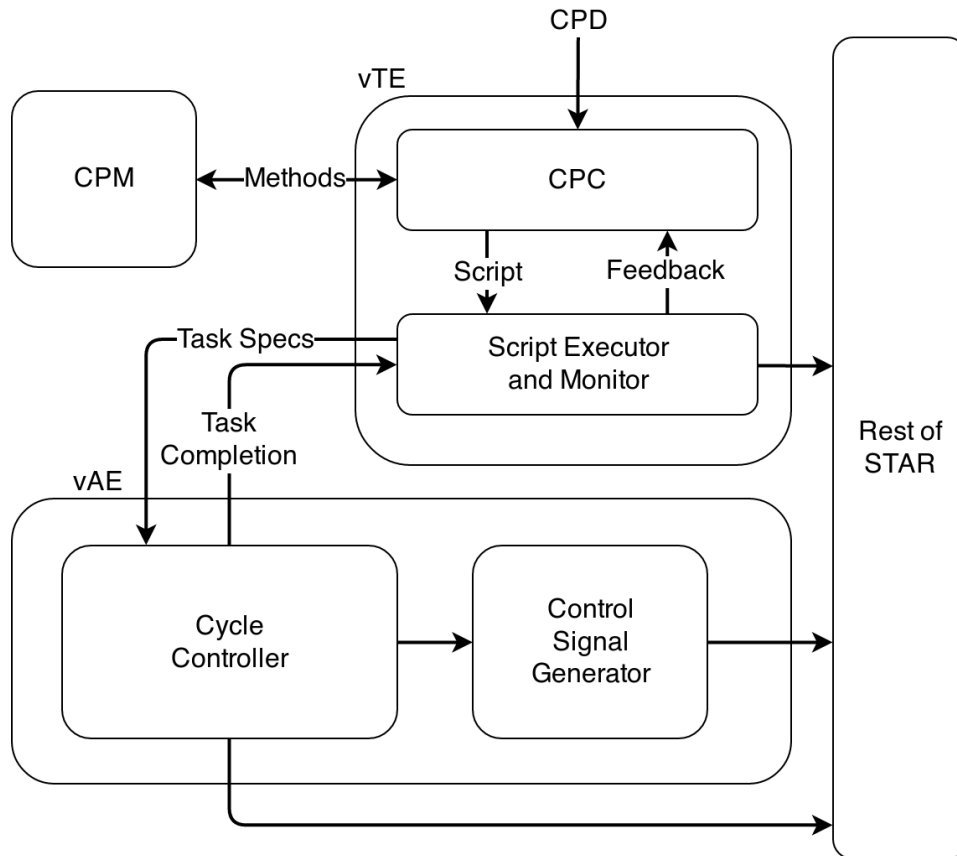 CPD
vTE
CPM
Methods
CPC
Script
Feedback
Task Specs
Script Executor
and Monitor
Task
Completion
Rest of
STAR
vAE
Cycle
Controller
Control
Signal
Generator